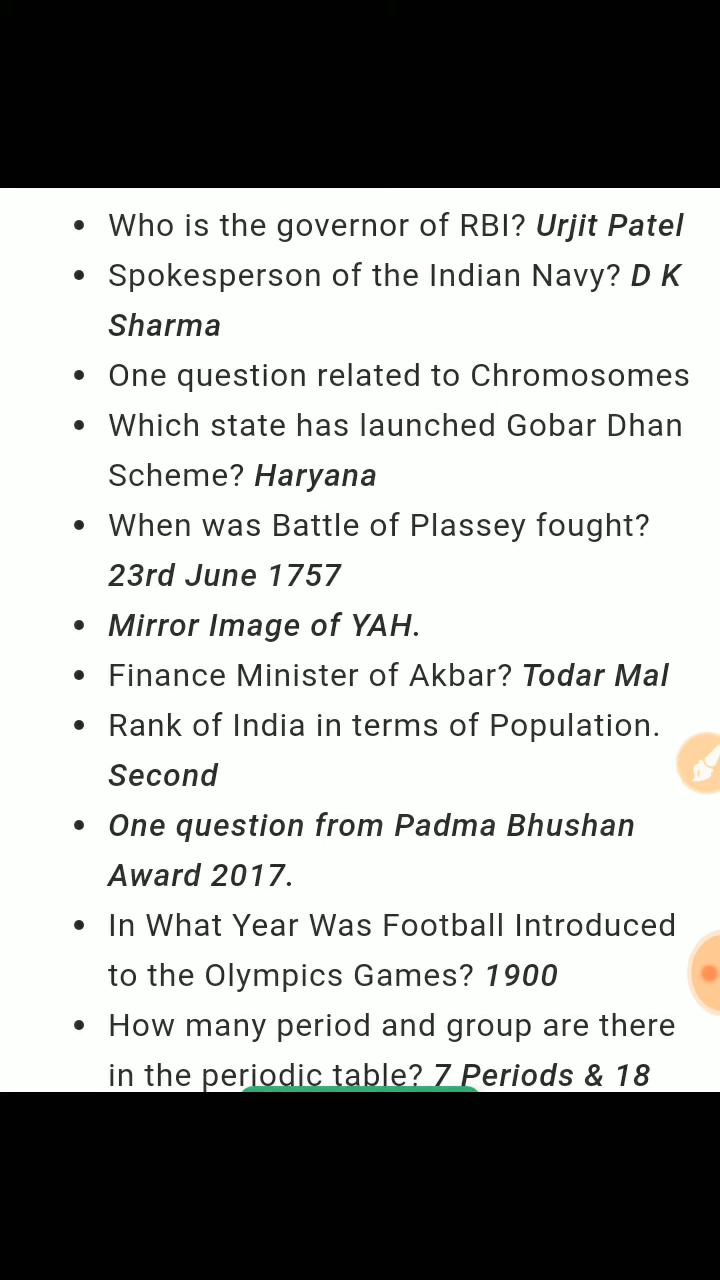 Who is the governor of RBI? Urjit Patel
Spokesperson of the Indian Navy? D K
Sharma
One question related to Chromosomes
Which state has launched Gobar Dhan
Scheme? Haryana
When was Battle of Plassey fought?
23rd June 1757
Mirror Image of YAH.
Finance Minister of Akbar? Todar Mal
Rank of India in terms of Population.
Second
One question from Padma Bhushan
Award 2017.
In What Year Was Football Introduced
to the Olympics Games? 1900
How many period and group are there
in the periodic table? 7 Periods & 18